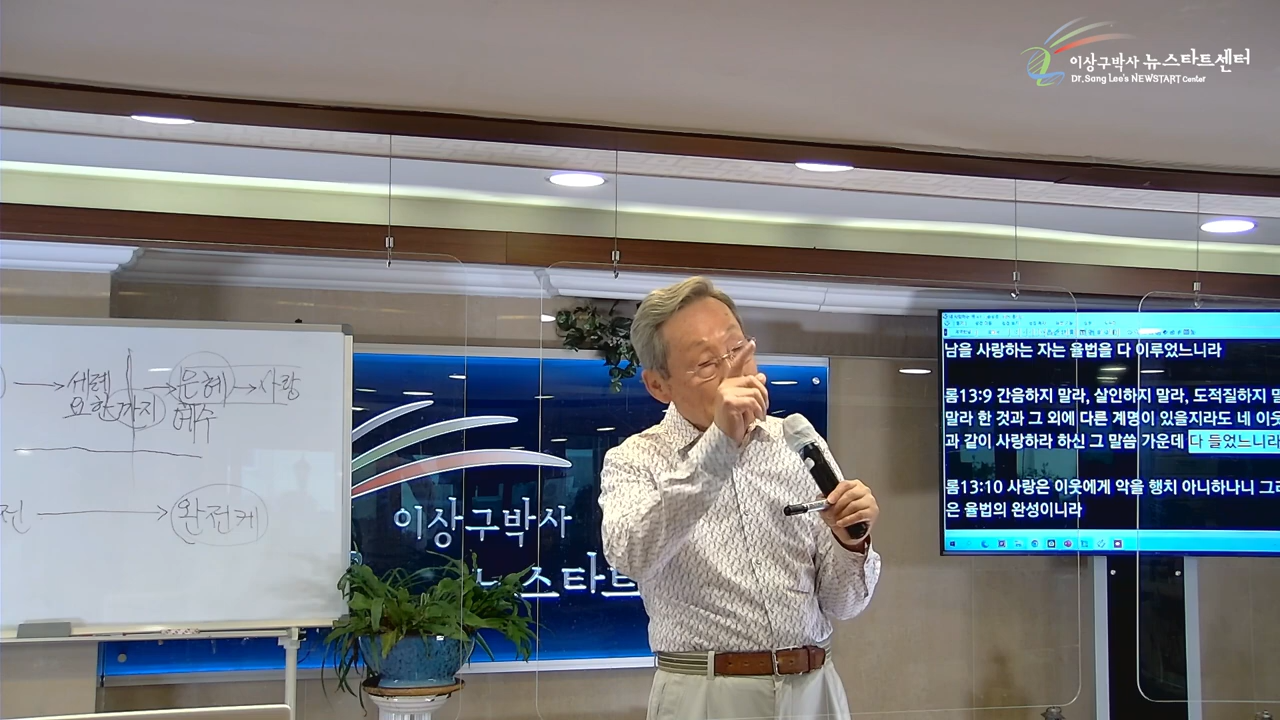 이상구박사 뉴스타트센터
Dr. Sang Lee's NEWSTART Center
세례 은혜 사랑
요한까지 예수
전 완전케
이상구박사
뉴스타트
남을 사랑하는 자는 율법을 다 이루었느니라
롬13:9 간음하지 말라, 살인하지 말라, 도적질하지 말
말라 한 것과 그 외에 다른 계명이 있을지라도 네 이웃
과 같이 사랑하라 하신 그 말씀 가운데 다 들었느니라
롬13:10 사랑은 이웃에게 악을 행치 아니하나니 그러
은 율법의 완성이니라